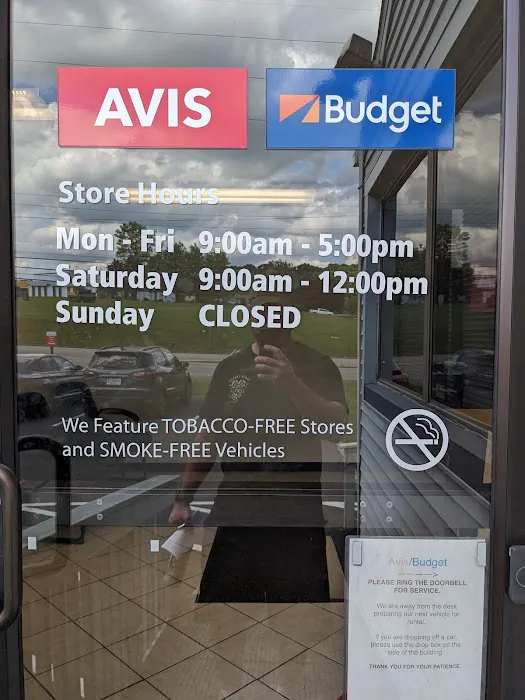 AVIS
Budget
Store Hours
Mon - Fri 9:00am - 5:00pm
Saturday 9:00am - 12:00pm
Sunday CLOSED
We Feature TOBACCO-FREE Stores
and SMOKE-FREE Vehicles
Avis/Budget
PLEASE RING THE DOORBELL
FOR SERVICE.
We are away from the desk
preparing our next vehicle for
rental.
If you are dropping off a car,
please use the drop box on the
side of the building.
THANK YOU FOR YOUR PATIENCE.